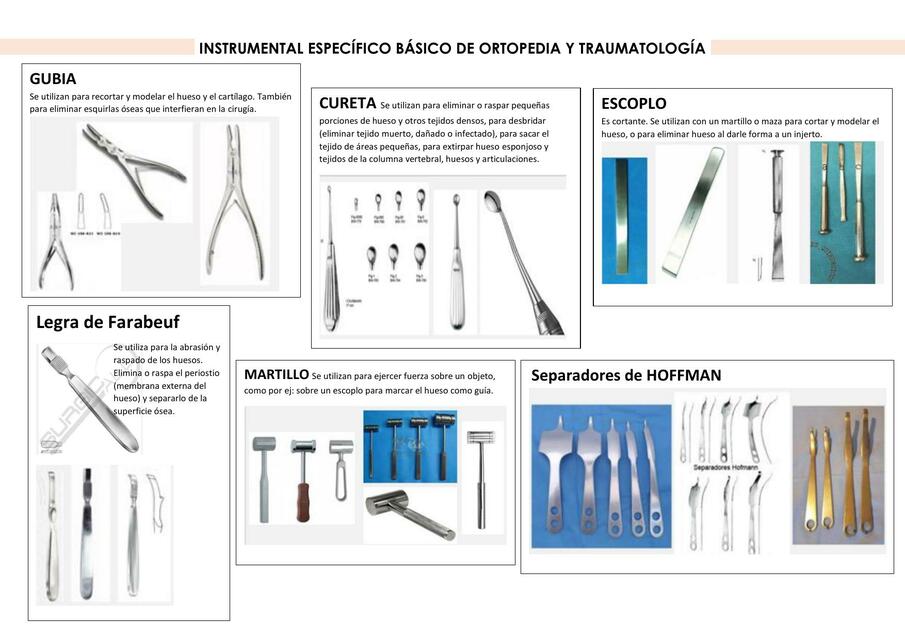 INSTRUMENTAL ESPECÍFICO BÁSICO DE ORTOPEDIA Y TRAUMATOLOGÍA
GUBIA
Se utilizan para recortar y modelar el hueso y el cartílago. También
para eliminar esquirlas óseas que interfieran en la cirugía.
CURETA Se utilizan para eliminar o raspar pequeñas
porciones de hueso y otros tejidos densos, para desbridar
(eliminar tejido muerto, dañado o infectado), para sacar el
tejido de áreas pequeñas, para extirpar hueso esponjoso y
tejidos de la columna vertebral, huesos y articulaciones.
ESCOPLO
Es cortante. Se utilizan con un martillo o maza para cortar y modelar el
hueso, o para eliminar hueso al darle forma a un injerto.
Legra de Farabeuf
Se utiliza para la abrasión y
raspado de los huesos.
Elimina o raspa el periostio
(membrana externa del
hueso) y separarlo de la
superficie ósea.
MARTILLO Se utilizan para ejercer fuerza sobre un objeto,
como por ej: sobre un escoplo para marcar el hueso como guía.
Separadores de HOFFMAN
Separadores Hofmann